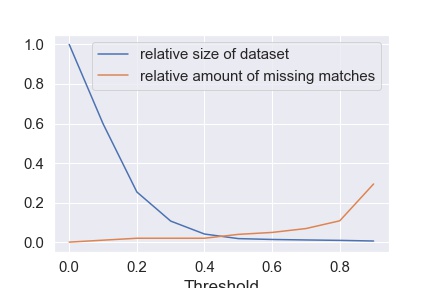 1.0
0.8
0.6
0.4
0.2
0.0
relative size of dataset
relative amount of missing matches
0.0 0.2 0.4 0.6 0.8
Threshold